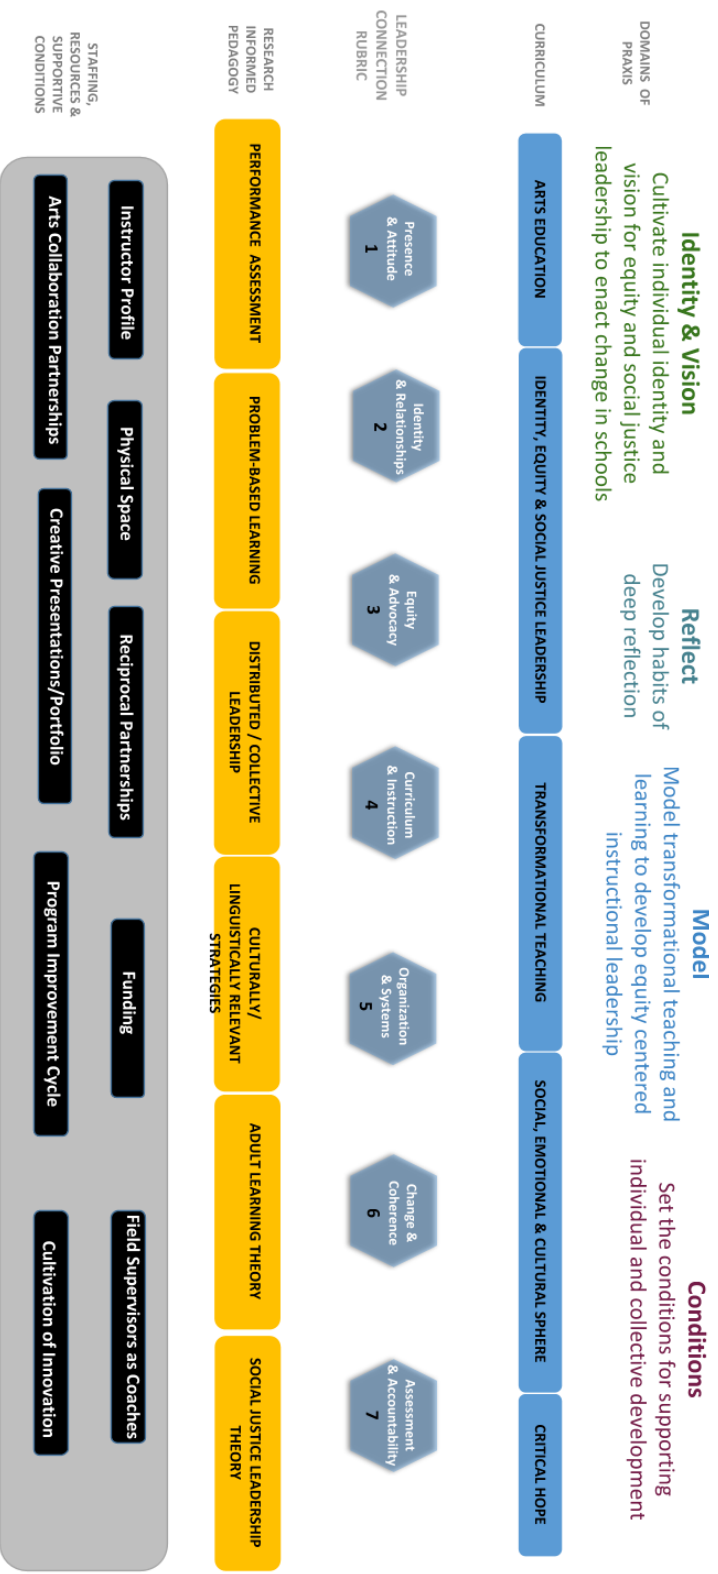 DOMAINS OF
PRAXIS
Identity & Vision
Cultivate individual identity and
vision for equity and social justice
leadership to enact change in schools
Reflect
Develop habits of
deep reflection
Model
Model transformational teaching and
learning to develop equity centered
instructional leadership
Conditions
Set the conditions for supporting
individual and collective development
CURRICULUM
ARTS EDUCATION
IDENTITY, EQUITY & SOCIAL JUSTICE LEADERSHIP
TRANSFORMATIONAL TEACHING
SOCIAL, EMOTIONAL & CULTURAL SPHERE
CRITICAL HOPE
LEADERSHIP
CONNECTION
RUBRIC
Presence
& Attitude
1
Identity
& Relationships
2
Equity
& Advocacy
3
Curriculum
& Instruction
4
Organization
& Systems
5
Change &
Coherence
6
Assessment
& Accountability
7
RESEARCH
INFORMED
PEDAGOGY
PERFORMANCE ASSESSMENT
PROBLEM-BASED LEARNING
DISTRIBUTED / COLLECTIVE
LEADERSHIP
CULTURALLY/
LINGUISTICALLY RELEVANT
STRATEGIES
ADULT LEARNING THEORY
SOCIAL JUSTICE LEADERSHIP
THEORY
STAFFING,
RESOURCES &
SUPPORTIVE
CONDITIONS
Instructor Profile
Physical Space
Reciprocal Partnerships
Funding
Field Supervisors as Coaches
Arts Collaboration Partnerships
Creative Presentations/Portfolio
Program Improvement Cycle
Cultivation of Innovation